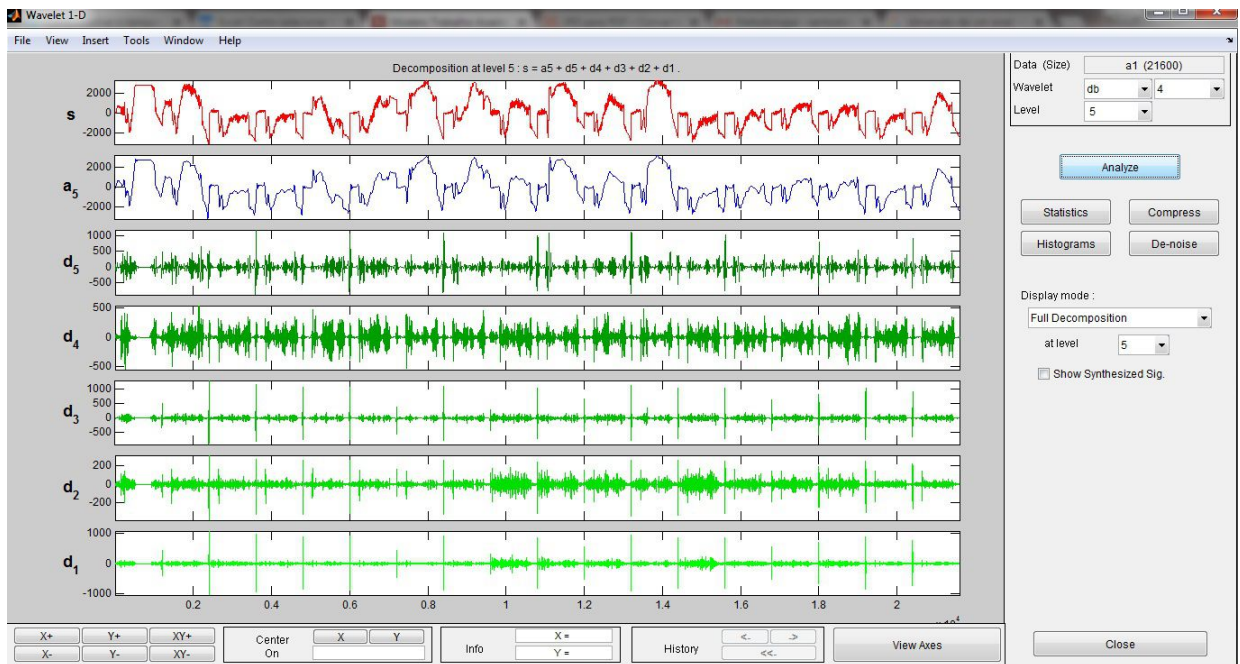 Wavelet 1-D
File View Insert Tools Window Help
Decomposition at level 5 : s = a5 + d5 + d4 + d3 + d2 + d1 .
s
2000
0
-2000
a5
2000
0
-2000
d5
1000
500
0
-500
d4
500
0
-500
d3
1000
500
0
-500
d2
200
0
-200
d1
1000
0
-1000
0.2 0.4 0.6 0.8 1 1.2 1.4 1.6 1.8 2
Data (Size) a1 (21600)
Wavelet db 4
Level 5
Analyze
Statistics Compress
Histograms De-noise
Display mode :
Full Decomposition
at level 5
Show Synthesized Sig.
X+ Y+ XY+
X- Y- XY-
Center On X Y
Info X = Y =
History <- -> <<-
View Axes
Close